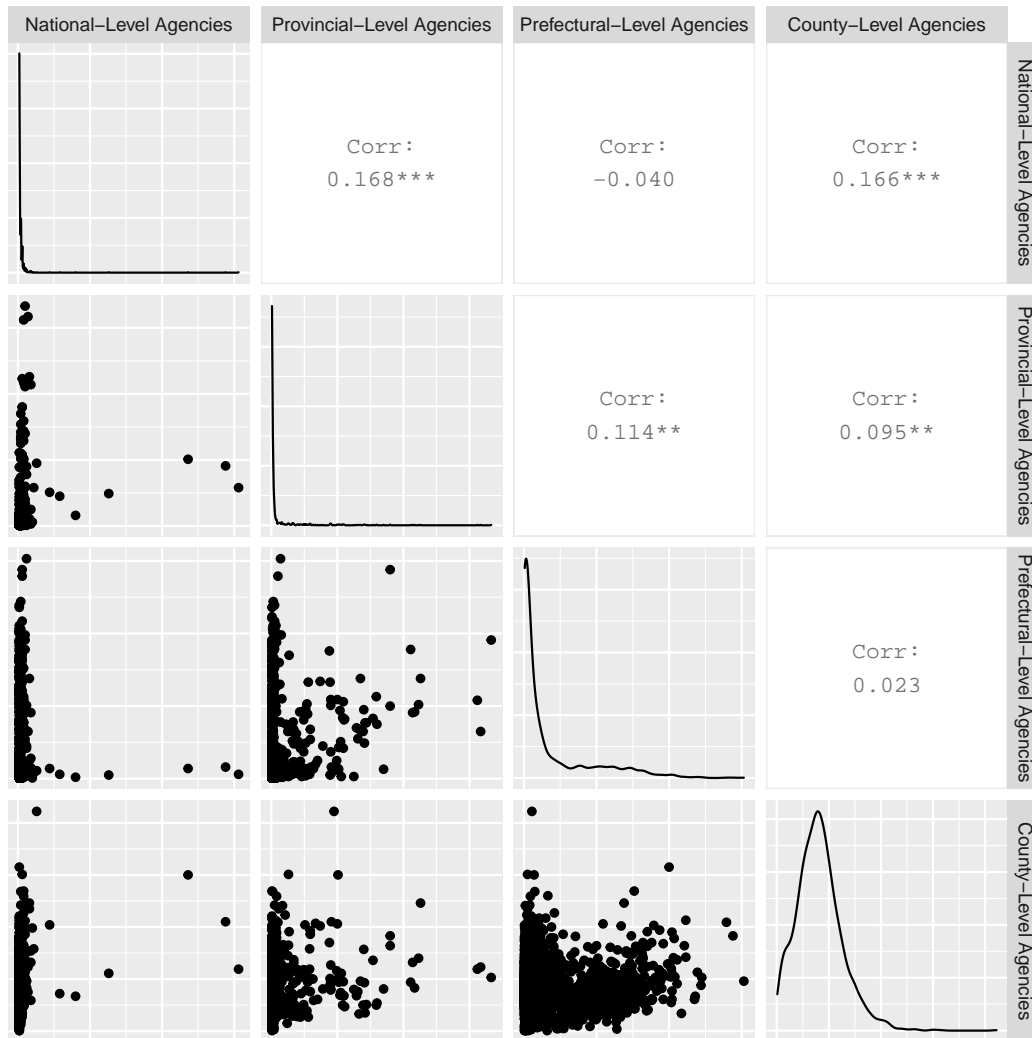 National−Level Agencies
Provincial−Level Agencies
Prefectural−Level Agencies
County−Level Agencies
Corr:
0.168***
Corr:
−0.040
Corr:
0.166***
National−Level Agencies
Corr:
0.114**
Corr:
0.095**
Provincial−Level Agencies
Corr:
0.023
Prefectural−Level Agencies
County−Level Agencies